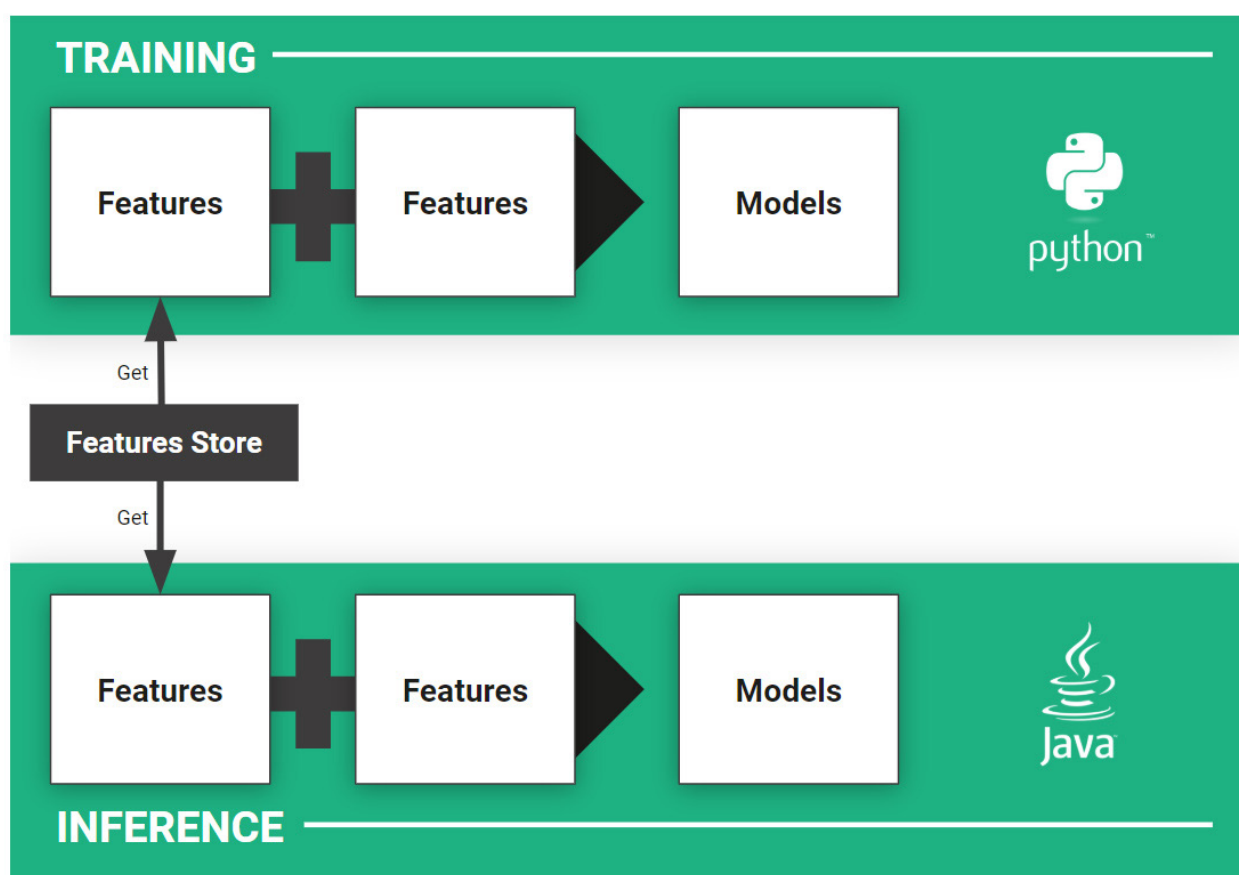 TRAINING
Features
Features
Models
python™
Get
Features Store
Get
Features
Features
Models
Java
INFERENCE